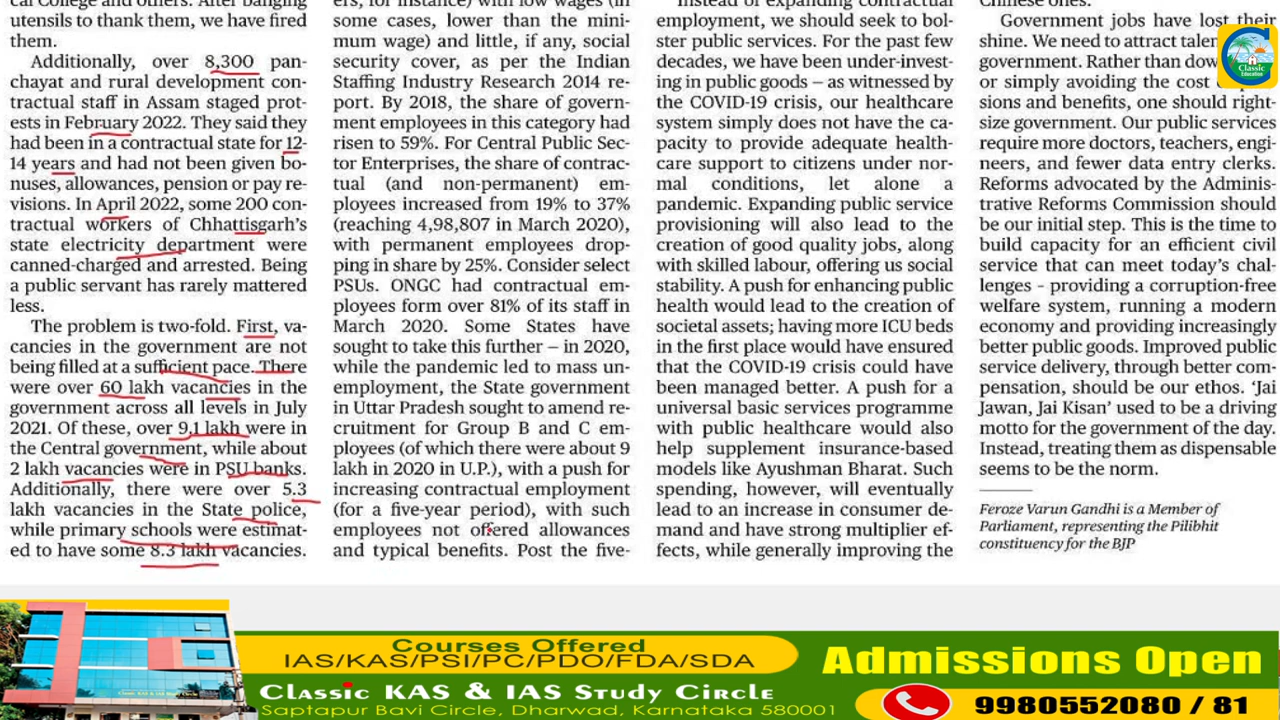 cal College and others. After banging
utensils to thank them, we have fired
them.
Additionally, over 8,300 pan-
chayat and rural development con-
tractual staff in Assam staged prot-
ests in February 2022. They said they
had been in a contractual state for 12-
14 years and had not been given bo-
nuses, allowances, pension or pay re-
visions. In April 2022, some 200 con-
tractual workers of Chhattisgarh's
state electricity department were
canned-charged and arrested. Being
a public servant has rarely mattered
less.
The problem is two-fold. First, va-
cancies in the government are not
being filled at a sufficient pace. There
were over 60 lakh vacancies in the
government across all levels in July
2021. Of these, over 9.1 lakh were in
the Central government, while about
2 lakh vacancies were in PSU banks.
Additionally, there were over 5.3
lakh vacancies in the State police,
while primary schools were estimat-
ed to have some 8.3 lakh vacancies.
ers, for instance) with low wages (in
some cases, lower than the mini-
mum wage) and little, if any, social
security cover, as per the Indian
Staffing Industry Research 2014 re-
port. By 2018, the share of govern-
ment employees in this category had
risen to 59%. For Central Public Sec-
tor Enterprises, the share of contrac-
tual (and non-permanent) em-
ployees increased from 19% to 37%
(reaching 4,98,807 in March 2020),
with permanent employees drop-
ping in share by 25%. Consider select
PSUs. ONGC had contractual em-
ployees form over 81% of its staff in
March 2020. Some States have
sought to take this further – in 2020,
while the pandemic led to mass un-
employment, the State government
in Uttar Pradesh sought to amend re-
cruitment for Group B and C em-
ployees (of which there were about 9
lakh in 2020 in U.P.), with a push for
increasing contractual employment
(for a five-year period), with such
employees not offered allowances
and typical benefits. Post the five-
Instead of expanding contractual
employment, we should seek to bol-
ster public services. For the past few
decades, we have been under-invest-
ing in public goods – as witnessed by
the COVID-19 crisis, our healthcare
system simply does not have the ca-
pacity to provide adequate health-
care support to citizens under nor-
mal conditions, let alone a
pandemic. Expanding public service
provisioning will also lead to the
creation of good quality jobs, along
with skilled labour, offering us social
stability. A push for enhancing public
health would lead to the creation of
societal assets; having more ICU beds
in the first place would have ensured
that the COVID-19 crisis could have
been managed better. A push for a
universal basic services programme
with public healthcare would also
help supplement insurance-based
models like Ayushman Bharat. Such
spending, however, will eventually
lead to an increase in consumer de-
mand and have strong multiplier ef-
fects, while generally improving the
Chinese ones.
Government jobs have lost their
shine. We need to attract talen
government. Rather than dow
or simply avoiding the cost
sions and benefits, one should right-
size government. Our public services
require more doctors, teachers, engi-
neers, and fewer data entry clerks.
Reforms advocated by the Adminis-
trative Reforms Commission should
be our initial step. This is the time to
build capacity for an efficient civil
service that can meet today's chal-
lenges - providing a corruption-free
welfare system, running a modern
economy and providing increasingly
better public goods. Improved public
service delivery, through better com-
pensation, should be our ethos. 'Jai
Jawan, Jai Kisan' used to be a driving
motto for the government of the day.
Instead, treating them as dispensable
seems to be the norm.
Feroze Varun Gandhi is a Member of
Parliament, representing the Pilibhit
constituency for the BJP
Classic
Education
Courses Offered
IAS/KAS/PSI/PC/PDO/FDA/SDA
Classic KAS & IAS Study Circle
Saptapur Bavi Circle, Dharwad, Karnataka 580001
Admissions Open
9980552080 / 81